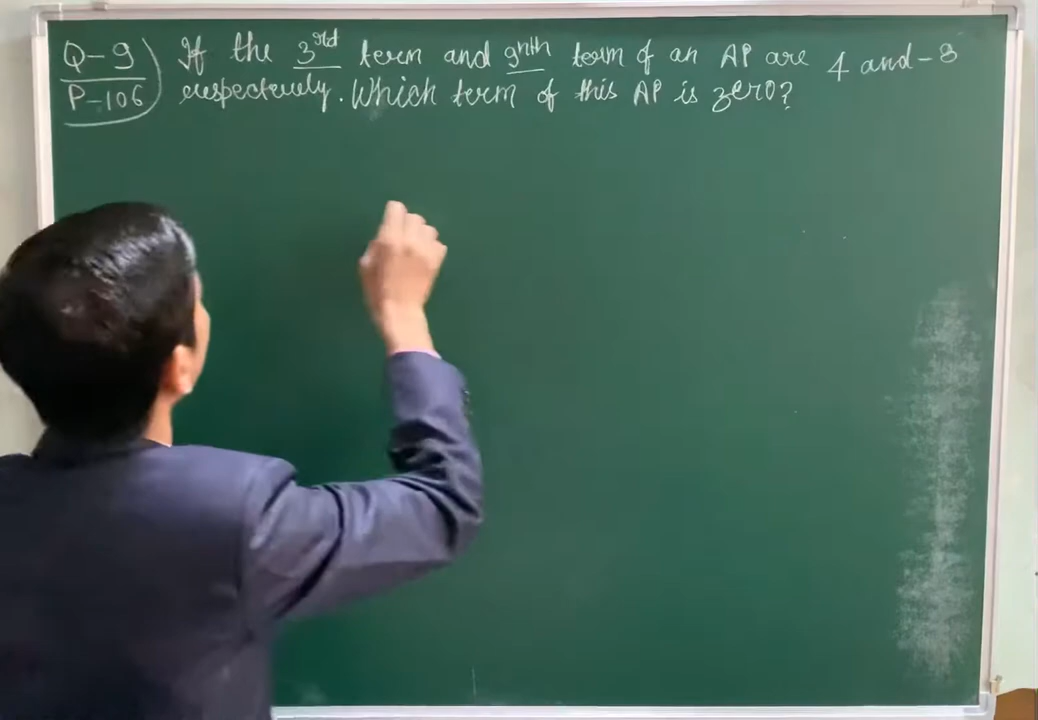 Q-9 If the 3rd term and 9nth term of an AP are 4 and -8
P-106 respectively. Which term of this AP is zero?